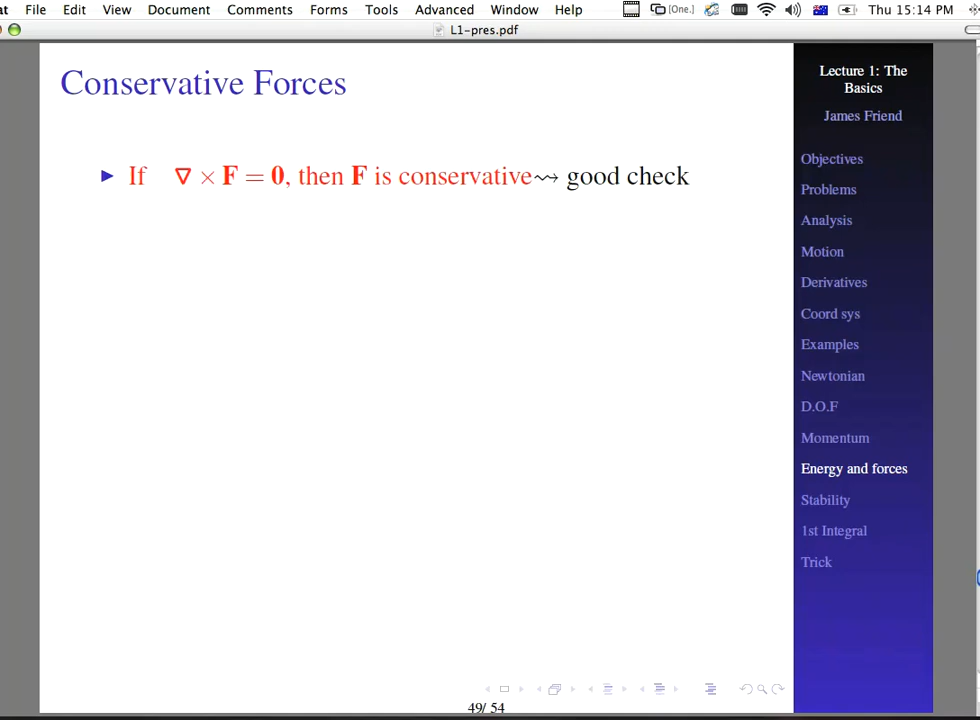 at File Edit View Document Comments Forms Tools Advanced Window Help [One.] Thu 15:14 PM
L1-pres.pdf
Conservative Forces
If ∇ × F = 0, then F is conservative⇝ good check
Lecture 1: The
Basics
James Friend
Objectives
Problems
Analysis
Motion
Derivatives
Coord sys
Examples
Newtonian
D.O.F
Momentum
Energy and forces
Stability
1st Integral
Trick
49/ 54